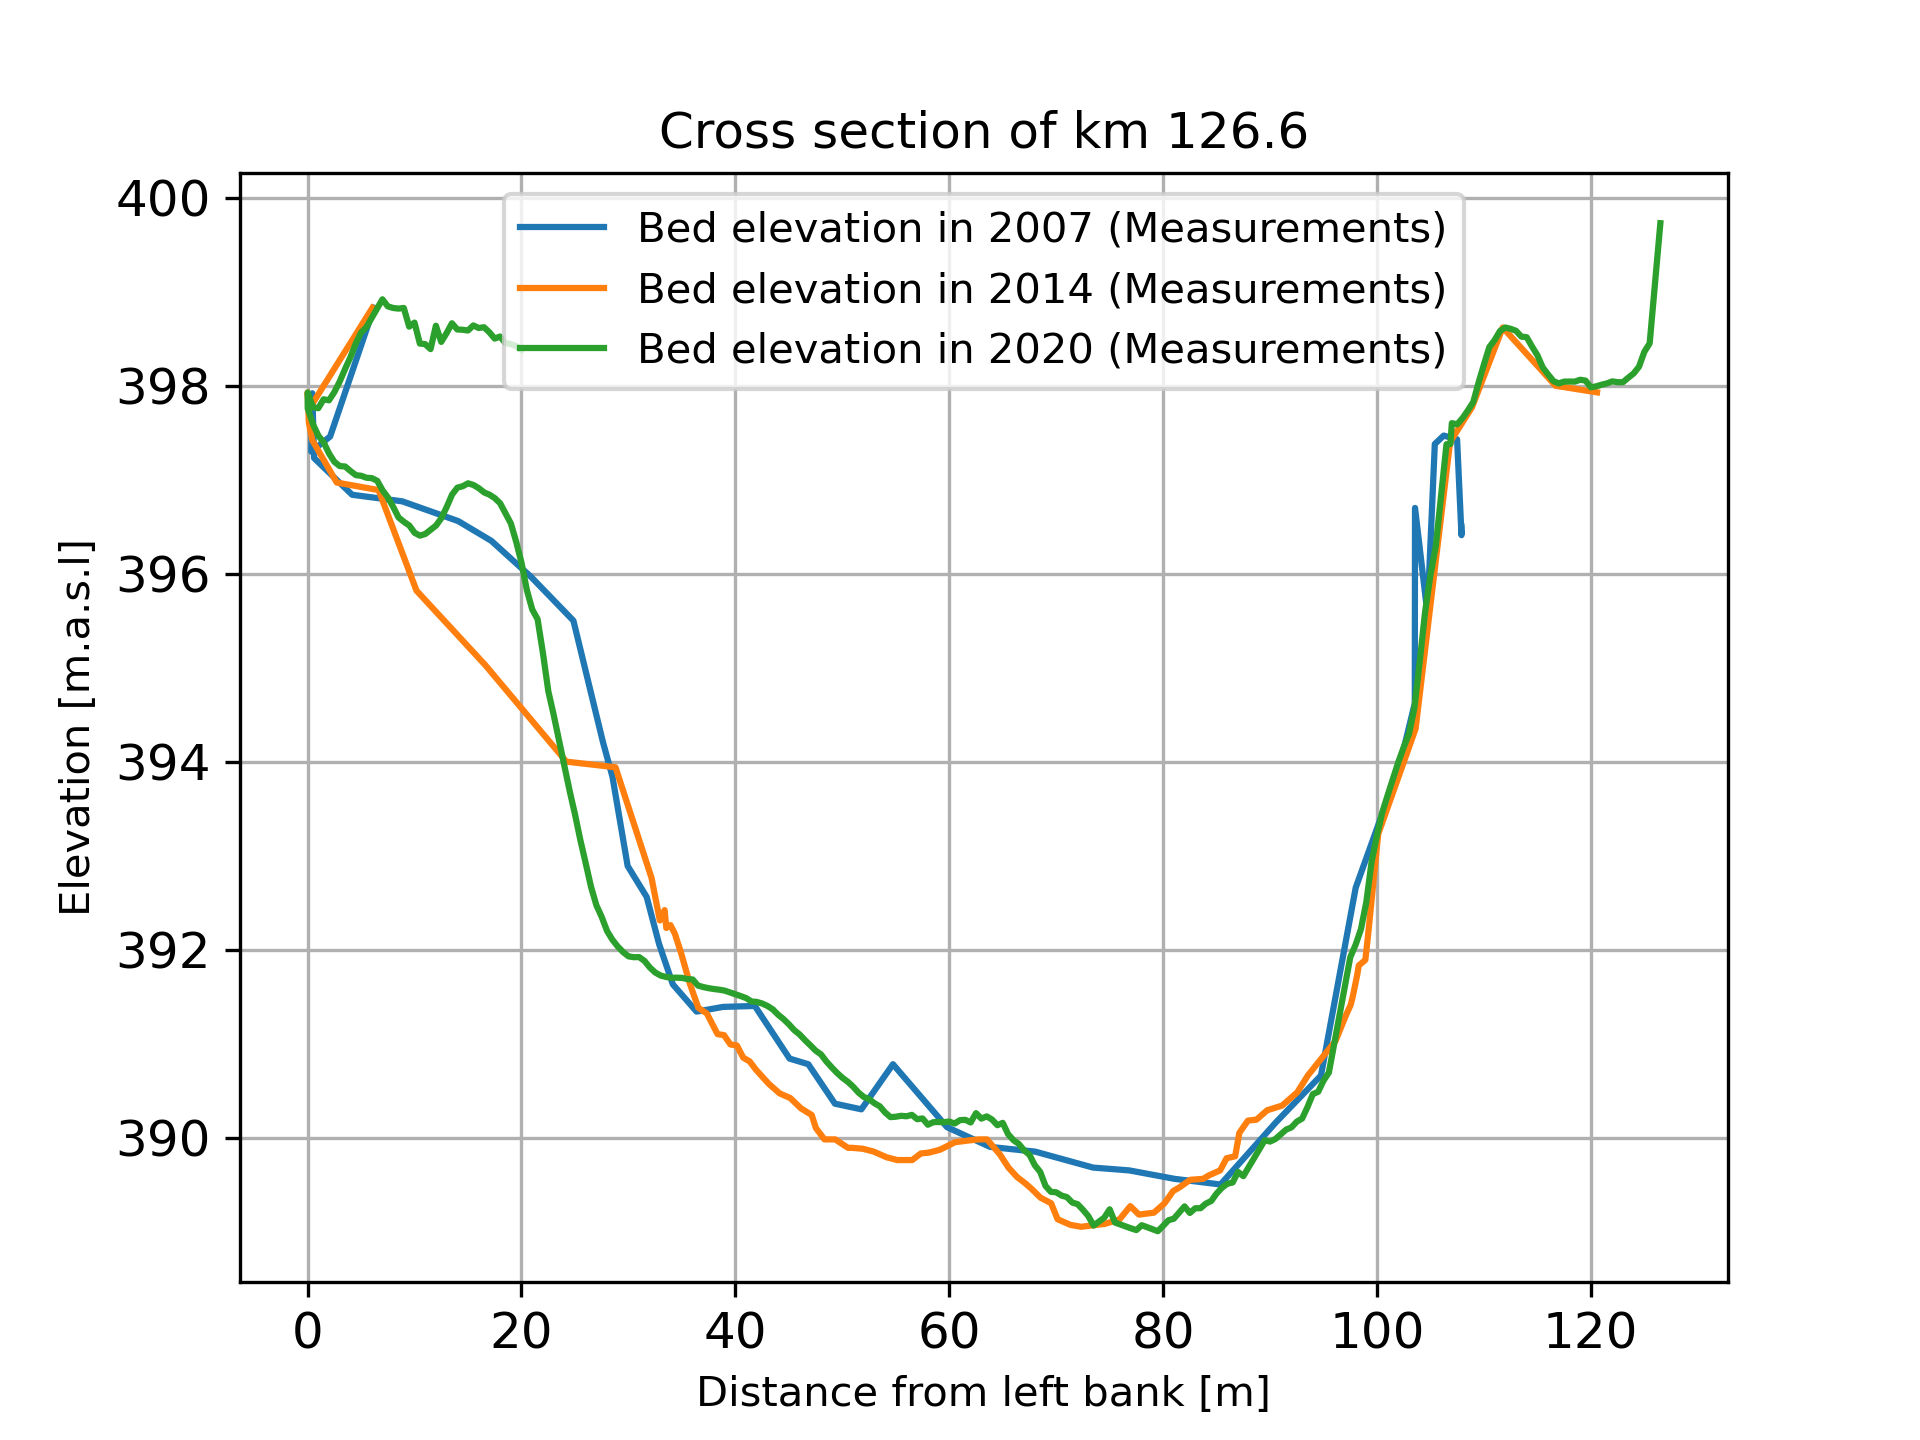 Cross section of km 126.6
Bed elevation in 2007 (Measurements)
Bed elevation in 2014 (Measurements)
Bed elevation in 2020 (Measurements)
Elevation [m.a.s.l]
400
398
396
394
392
390
0 20 40 60 80 100 120
Distance from left bank [m]